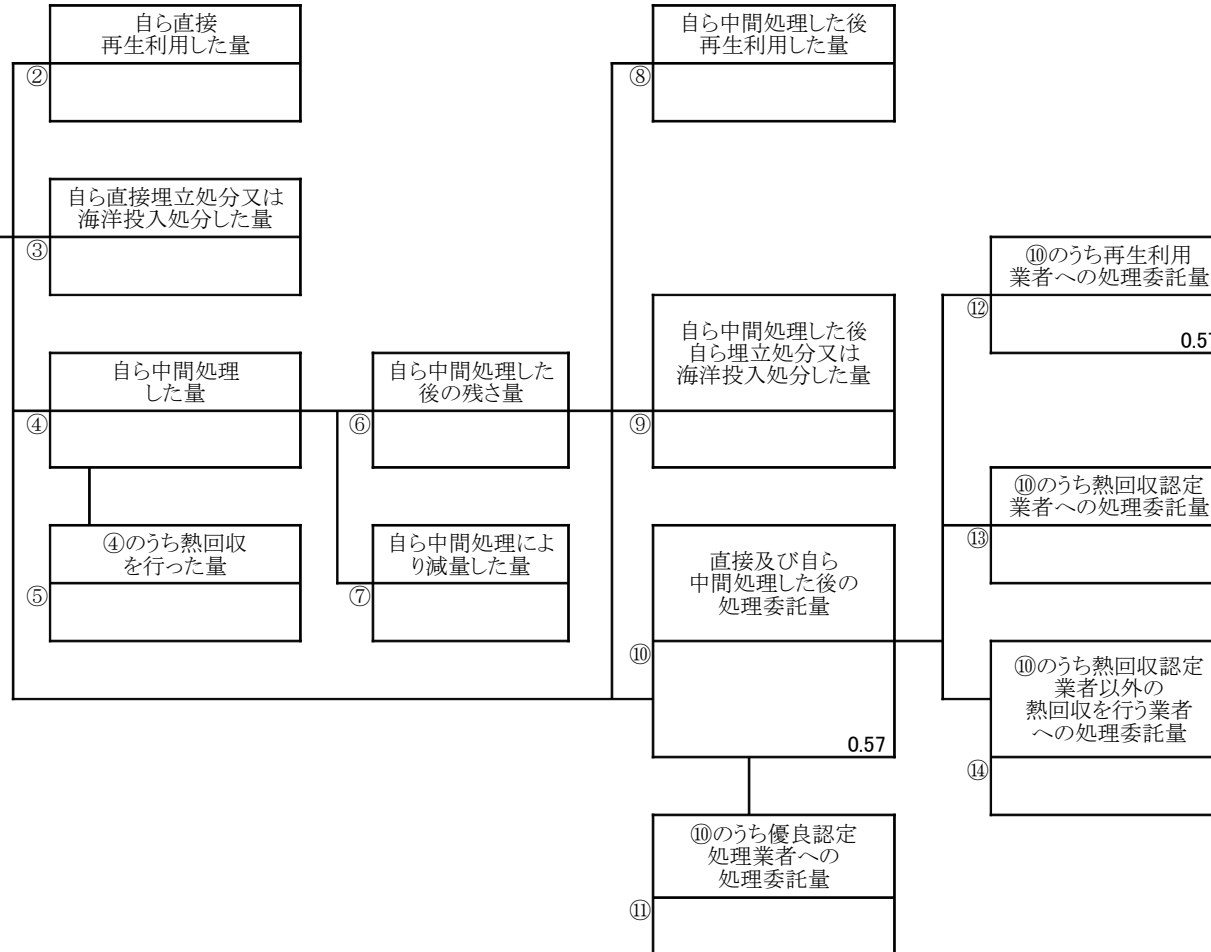 自ら直接
再生利用した量
②
自ら直接埋立処分又は
海洋投入処分した量
③
自ら中間処理
した量
④
④のうち熱回収
を行った量
⑤
自ら中間処理した
後の残さ量
⑥
自ら中間処理によ
り減量した量
⑦
自ら中間処理した後
再生利用した量
⑧
自ら中間処理した後
自ら埋立処分又は
海洋投入処分した量
⑨
直接及び自ら
中間処理した後の
処理委託量
⑩
0.57
⑩のうち優良認定
処理業者への
処理委託量
⑪
⑩のうち再生利用
業者への処理委託量
⑫
0.57
⑩のうち熱回収認定
業者への処理委託量
⑬
⑩のうち熱回収認定
業者以外の
熱回収を行う業者
への処理委託量
⑭